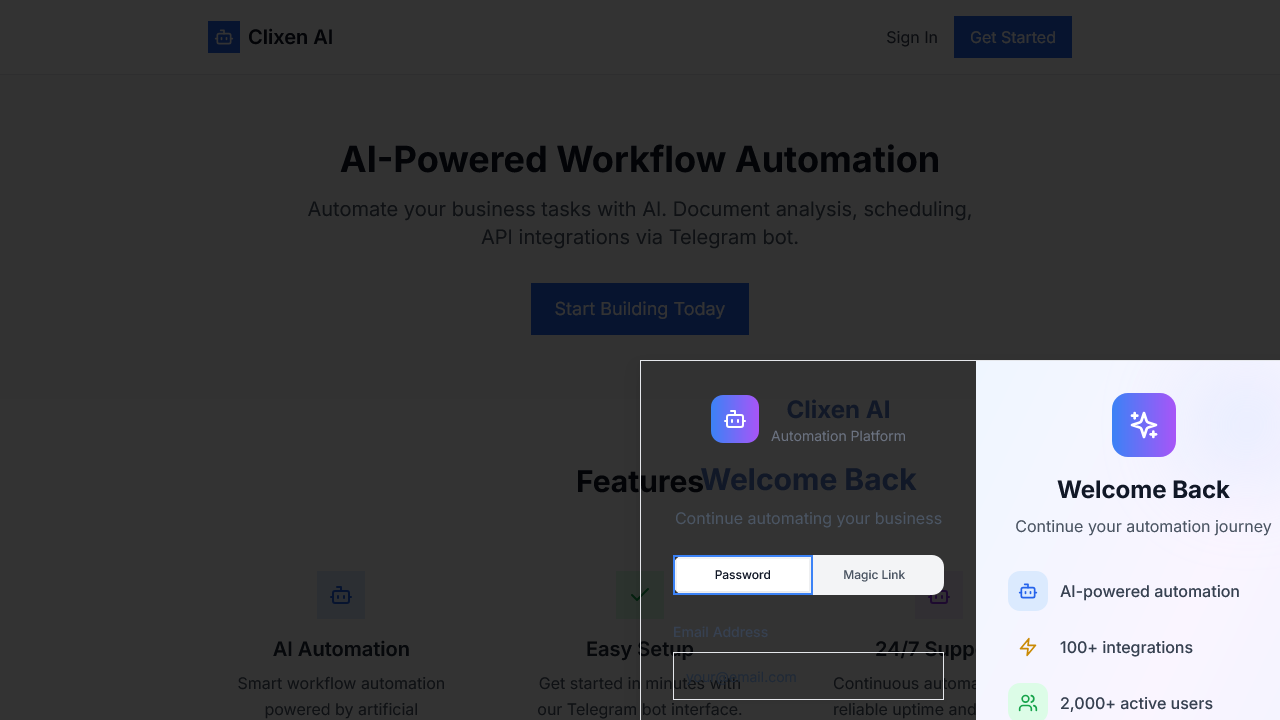 Clixen AI
Sign In
Get Started
AI-Powered Workflow Automation
Automate your business tasks with AI. Document analysis, scheduling,
API integrations via Telegram bot.
Start Building Today
Features
AI Automation
Smart workflow automation
powered by artificial
Easy Setup
Get started in minutes with
our Telegram bot interface.
24/7 Supp
Continuous automa
reliable uptime and
Clixen AI
Automation Platform
Welcome Back
Continue automating your business
Password
Magic Link
Email Address
your@email.com
Welcome Back
Continue your automation journey
AI-powered automation
100+ integrations
2,000+ active users